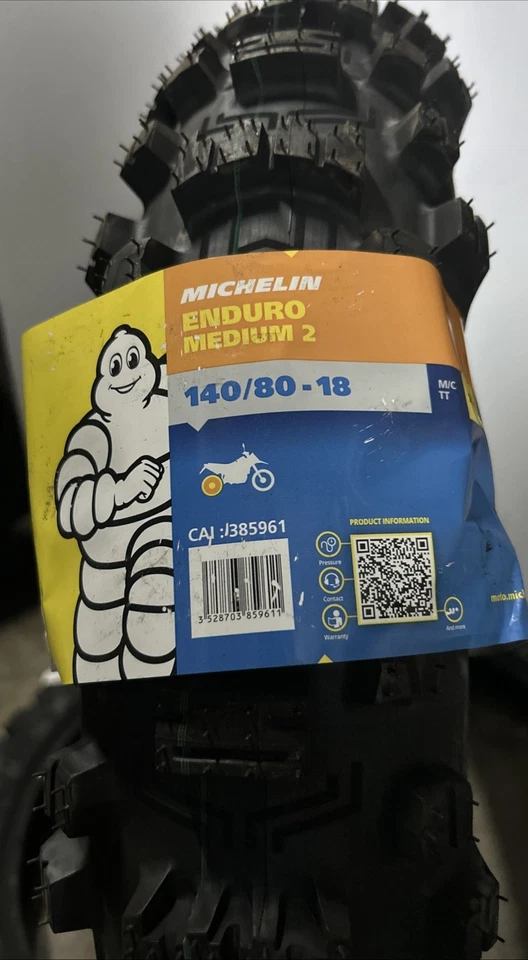 MICHELIN
ENDURO
MEDIUM 2
140/80 - 18
M/C
TT
CAI :385961
3 528703 859611
PRODUCT INFORMATION
Pressure
Contact
Warranty
And more